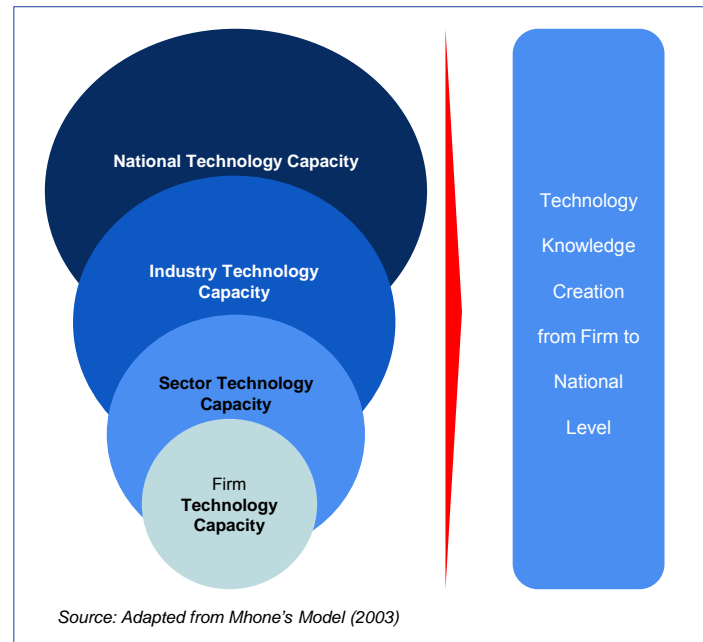 National Technology Capacity
Industry Technology
Capacity
Sector Technology
Capacity
Firm
Technology
Capacity
Technology
Knowledge
Creation
from Firm to
National
Level
Source: Adapted from Mhone's Model (2003)